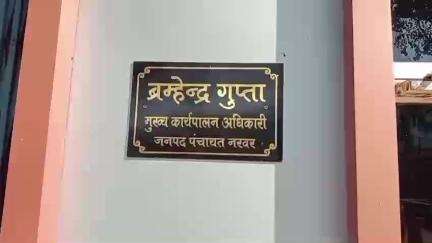 ब्रम्हेन्द्र गुप्ता
मुख्य कार्यपालन अधिकारी
जनपद पंचायत नरवर